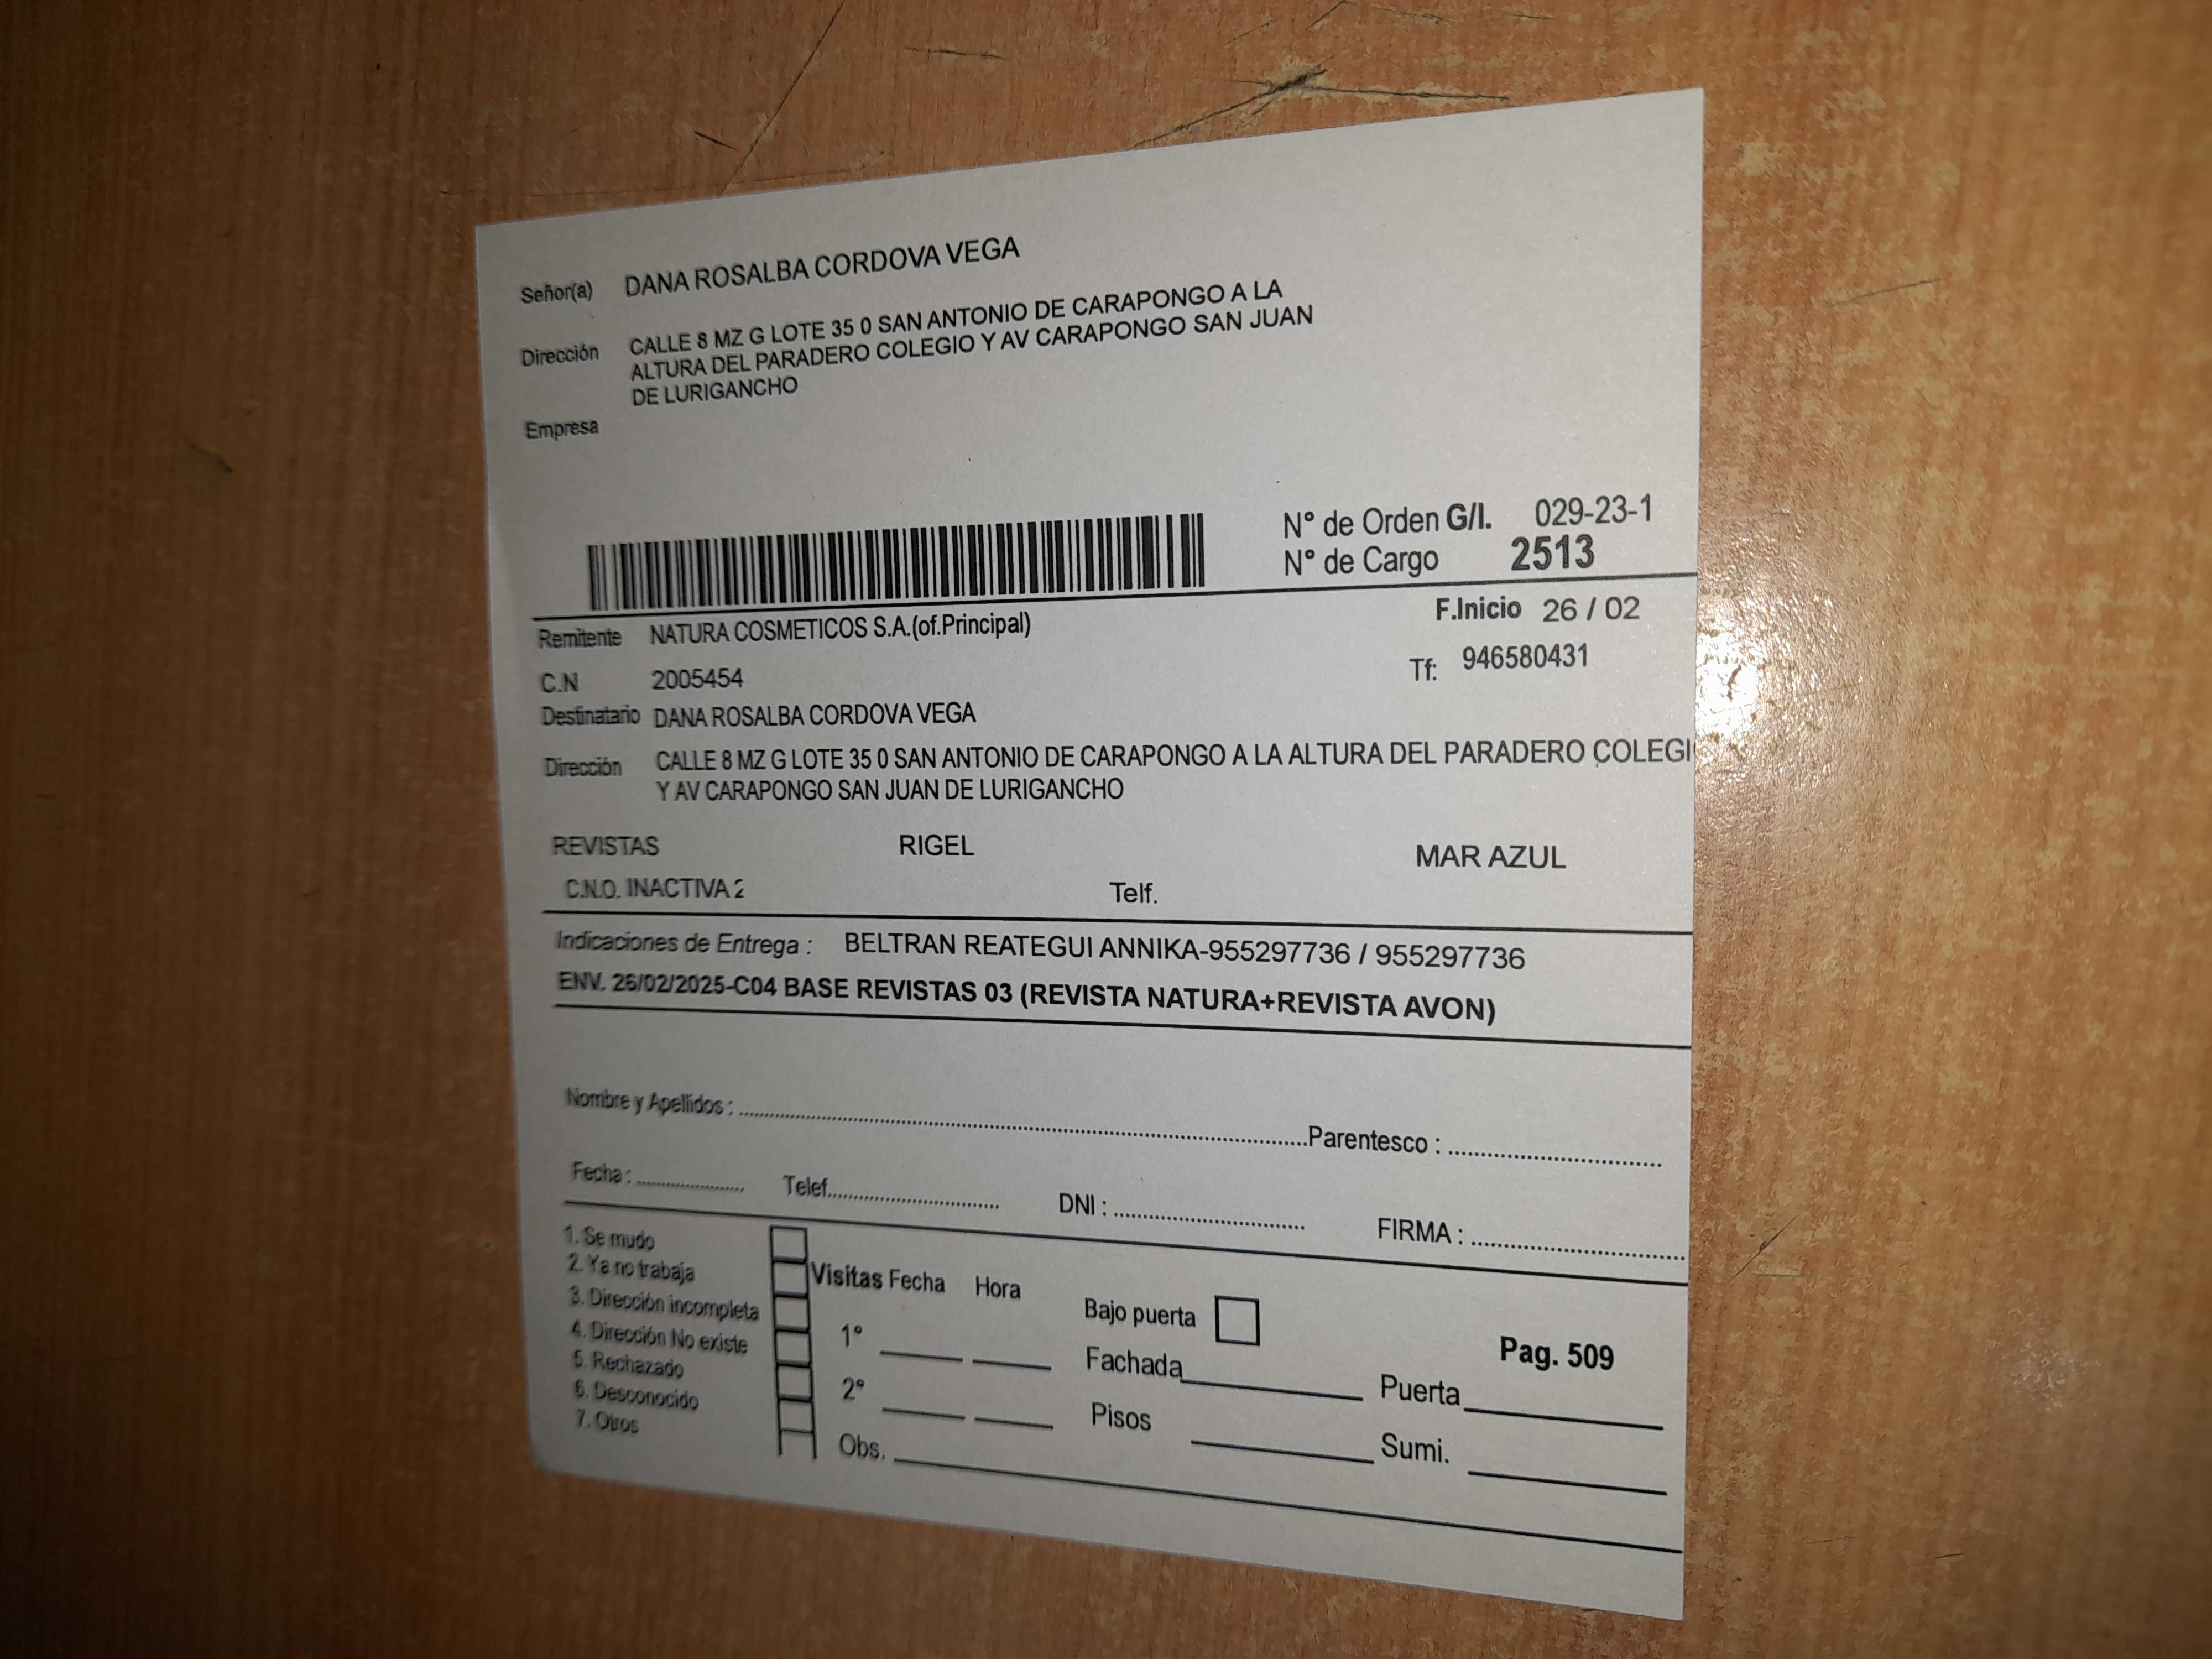 Señor(a) DANA ROSALBA CORDOVA VEGA
Dirección CALLE 8 MZ G LOTE 35 0 SAN ANTONIO DE CARAPONGO A LA
ALTURA DEL PARADERO COLEGIO Y AV CARAPONGO SAN JUAN
DE LURIGANCHO
Empresa
N° de Orden G/I. 029-23-1
N° de Cargo 2513
F.Inicio 26 / 02
Remitente NATURA COSMETICOS S.A.(of.Principal)
Tf: 946580431
C.N 2005454
Destinatario DANA ROSALBA CORDOVA VEGA
Dirección CALLE 8 MZ G LOTE 35 0 SAN ANTONIO DE CARAPONGO A LA ALTURA DEL PARADERO COLEGI
Y AV CARAPONGO SAN JUAN DE LURIGANCHO
REVISTAS RIGEL MAR AZUL
C.N.O. INACTIVA 2 Telf.
Indicaciones de Entrega : BELTRAN REATEGUI ANNIKA-955297736 / 955297736
ENV. 26/02/2025-C04 BASE REVISTAS 03 (REVISTA NATURA+REVISTA AVON)
Nombre y Apellidos : Parentesco :
Fecha : Telef. DNI : FIRMA :
1. Se mudo
2. Ya no trabaja
3. Dirección incompleta
4. Dirección No existe
5. Rechazado
6. Desconocido
7. Otros
Visitas Fecha Hora
1°
2°
Obs.
Bajo puerta
Pag. 509
Fachada Puerta
Pisos Sumi.